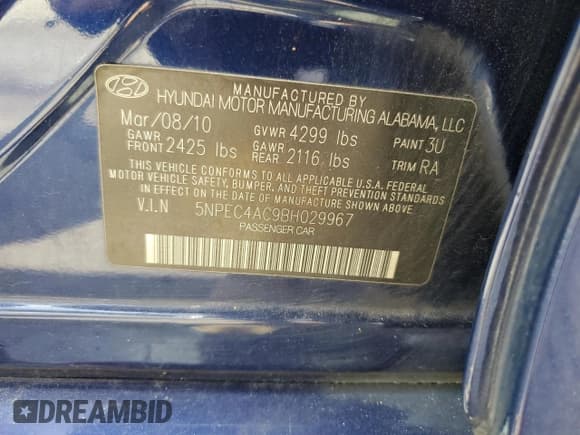 MANUFACTURED BY
HYUNDAI MOTOR MANUFACTURING ALABAMA, LLC
Mar/08/10 GVWR 4299 lbs PAINT 3U
GAWR FRONT 2425 lbs GAWR REAR 2116 lbs TRIM RA
THIS VEHICLE CONFORMS TO ALL APPLICABLE U.S.A. FEDERAL
MOTOR VEHICLE SAFETY, BUMPER, AND THEFT PREVENTION STANDARDS
IN EFFECT ON THE DATE OF MANUFACTURE SHOWN ABOVE.
V.I.N 5NPEC4AC9BH029967
PASSENGER CAR
DREAMBID